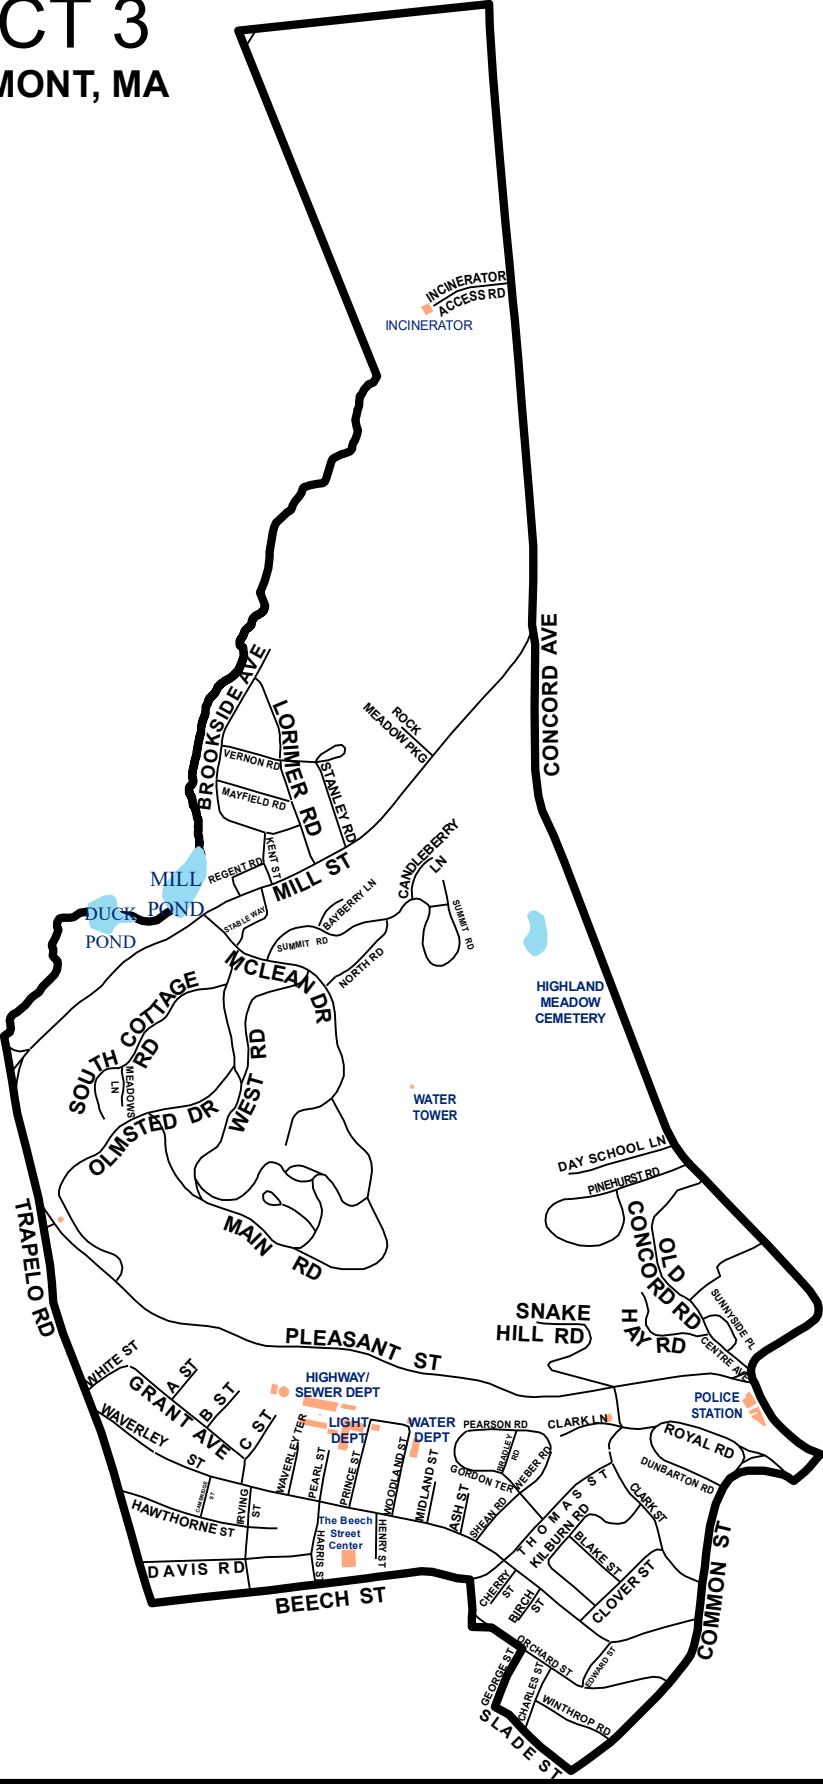 CT 3
MONT, MA
INCINERATOR
ACCESS RD
INCINERATOR
CONCORD AVE
BROOKSIDE AVE
LORIMER RD
ROCK
MEADOW PKG
VERNON RD
STANLEY RD
MAYFIELD RD
KENT ST
REGENT RD
MILL ST
CANDLEBERRY
LN
MILL
POND
DUCK
POND
STABLE WAY
BAYBERRY LN
SUMMIT RD
SUMMIT RD
NORTH RD
MCLEAN DR
HIGHLAND
MEADOW
CEMETERY
SOUTH COTTAGE
RD
MEADOWS
LN
WEST RD
OLMSTED DR
WATER
TOWER
DAY SCHOOL LN
PINEHURST RD
MAIN RD
OLD
CONCORD RD
TRAPELO RD
SUNNYSIDE PL
SNAKE
HILL RD
HAY RD
CENTRE AVE
PLEASANT ST
WHITE ST
A ST
B ST
C ST
GRANT AVE
WAVERLEY ST
HIGHWAY/
SEWER DEPT
LIGHT
DEPT
WATER
DEPT
POLICE
STATION
PEARSON RD
CLARK LN
ROYAL RD
DUNBARTON RD
WAVERLEY TER
PEARL ST
PRINCE ST
WOODLAND ST
MIDLAND ST
ASH ST
BRADLEY
RD
GORDON TER
WEBER RD
SHEAN RD
THOMAS ST
KILBURN RD
CLARK ST
BLAKE ST
CLOVER ST
CAMBRIDGE
ST
IRVING
ST
HAWTHORNE ST
HARRIS ST
The Beech
Street
Center
HENRY ST
DAVIS RD
BEECH ST
CHERRY
ST
BIRCH
ST
COMMON ST
ORCHARD ST
EDWARD ST
GEORGE ST
CHARLES ST
WINTHROP RD
SLADE ST